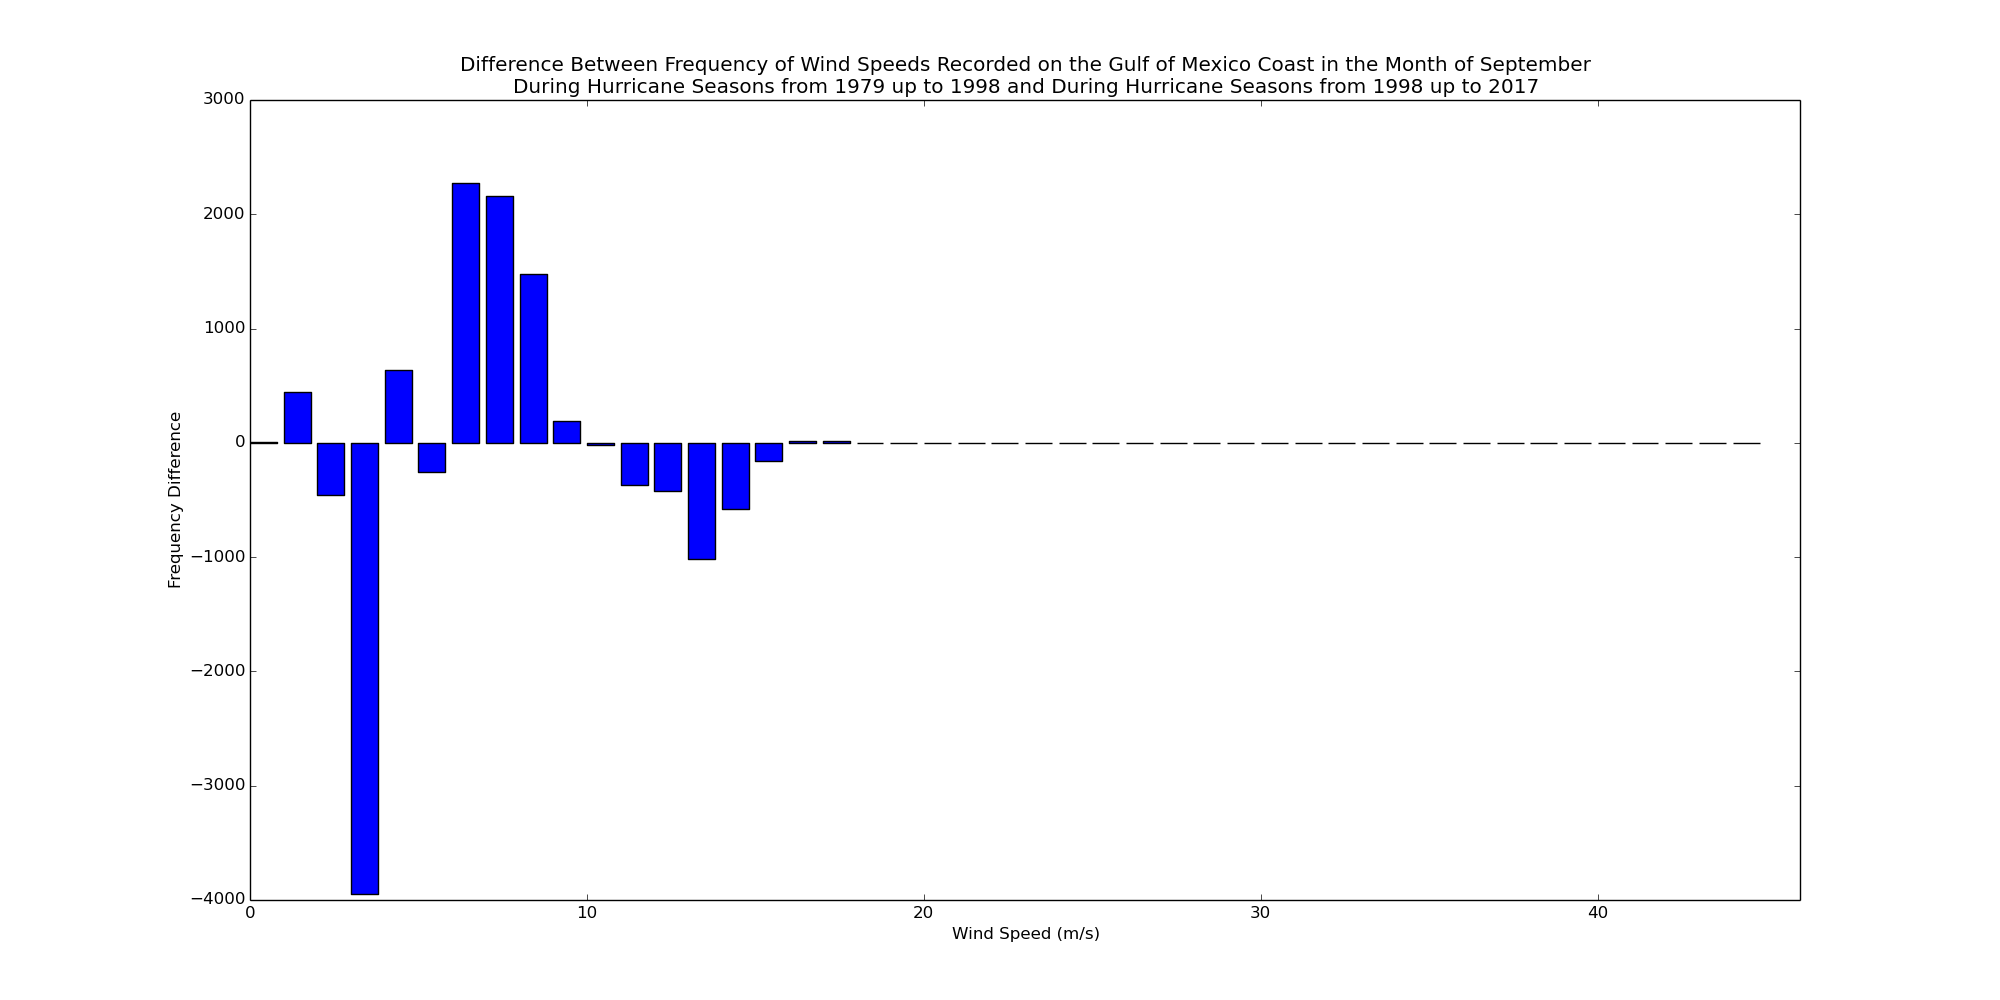 Difference Between Frequency of Wind Speeds Recorded on the Gulf of Mexico Coast in the Month of September
During Hurricane Seasons from 1979 up to 1998 and During Hurricane Seasons from 1998 up to 2017
3000
2000
1000
0
−1000
−2000
−3000
−4000
Frequency Difference
0 10 20 30 40
Wind Speed (m/s)